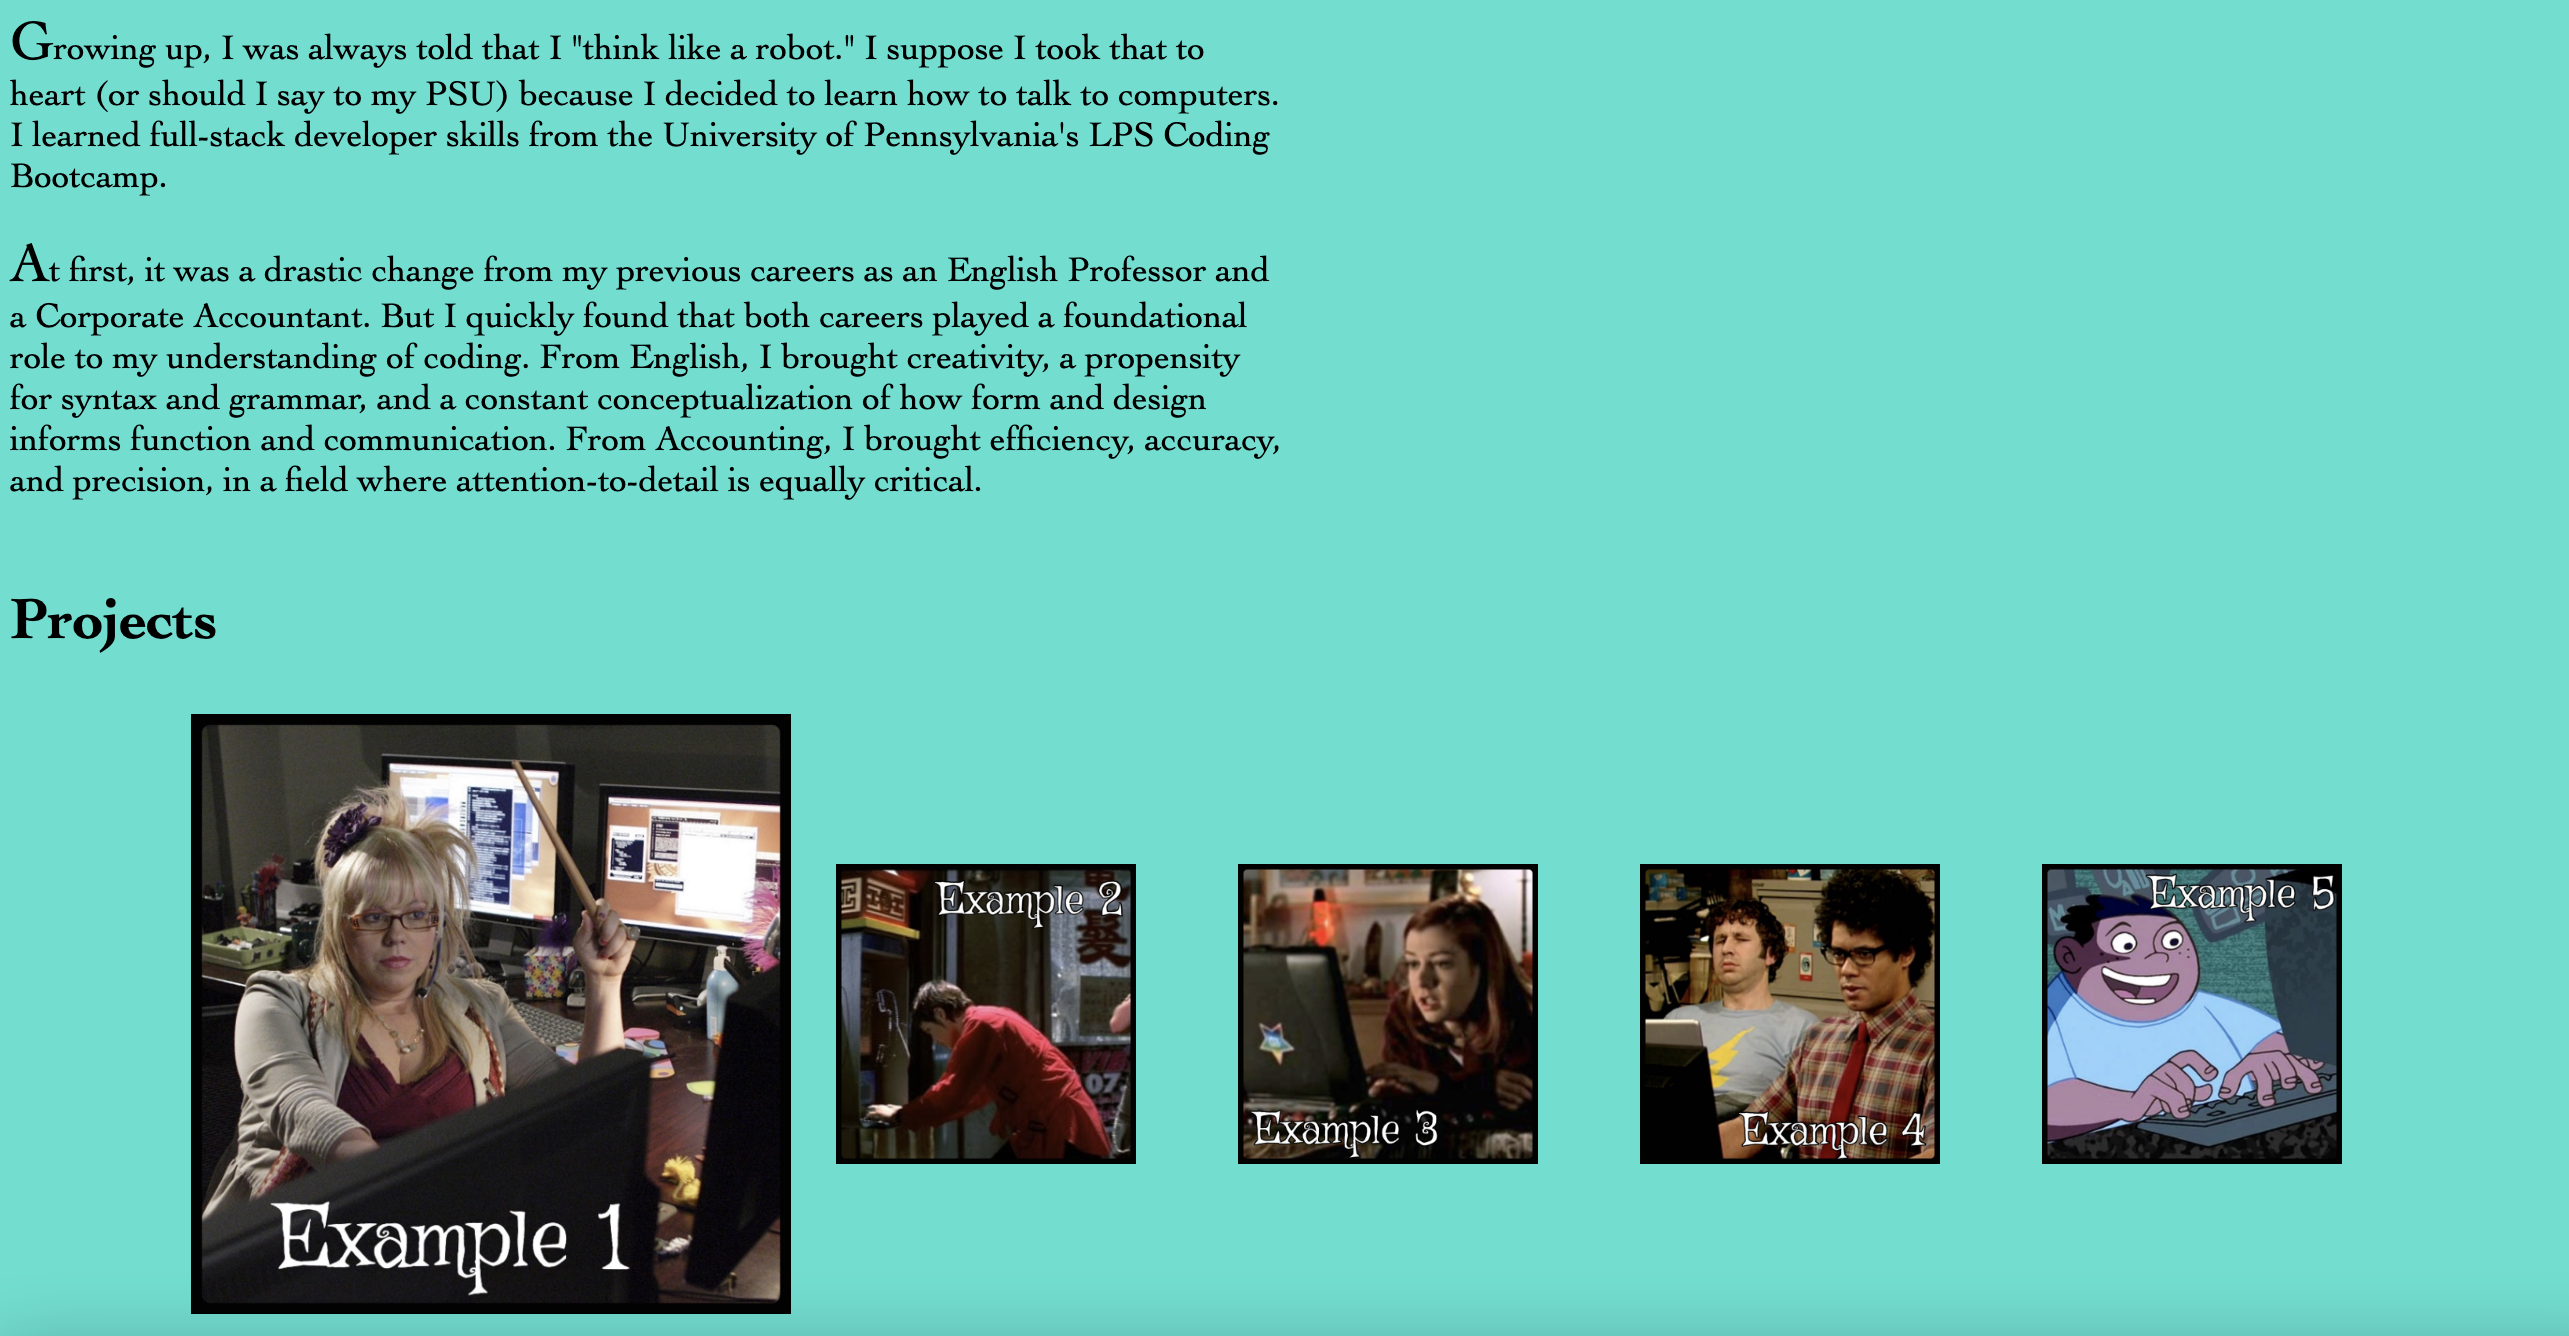 Growing up, I was always told that I "think like a robot." I suppose I took that to
heart (or should I say to my PSU) because I decided to learn how to talk to computers.
I learned full-stack developer skills from the University of Pennsylvania's LPS Coding
Bootcamp.
At first, it was a drastic change from my previous careers as an English Professor and
a Corporate Accountant. But I quickly found that both careers played a foundational
role to my understanding of coding. From English, I brought creativity, a propensity
for syntax and grammar, and a constant conceptualization of how form and design
informs function and communication. From Accounting, I brought efficiency, accuracy,
and precision, in a field where attention-to-detail is equally critical.
Projects
Example 1
Example 2
07
Example 3
Example 4
Example 5